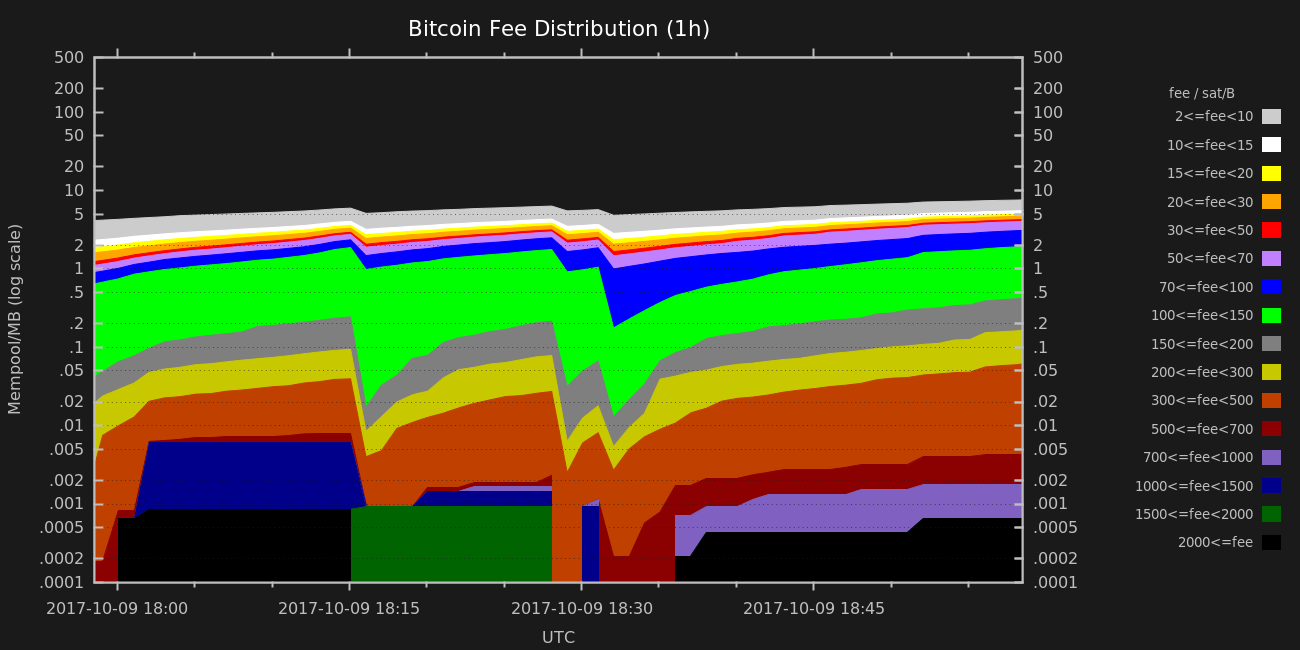 Bitcoin Fee Distribution (1h)
500
200
100
50
20
10
5
2
1
.5
.2
.1
.05
.02
.01
.005
.002
.001
.0005
.0002
.0001
Mempool/MB (log scale)
500
200
100
50
20
10
5
2
1
.5
.2
.1
.05
.02
.01
.005
.002
.001
.0005
.0002
.0001
2017-10-09 18:00 2017-10-09 18:15 2017-10-09 18:30 2017-10-09 18:45
UTC
fee / sat/B
2<=fee<10
10<=fee<15
15<=fee<20
20<=fee<30
30<=fee<50
50<=fee<70
70<=fee<100
100<=fee<150
150<=fee<200
200<=fee<300
300<=fee<500
500<=fee<700
700<=fee<1000
1000<=fee<1500
1500<=fee<2000
2000<=fee